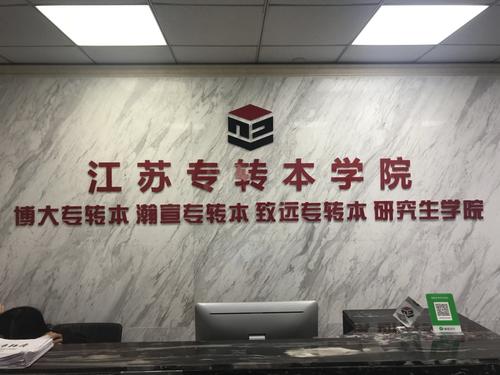 江苏专转本学院
博大专转本 瀚宣专转本 致远专转本 研究生学院